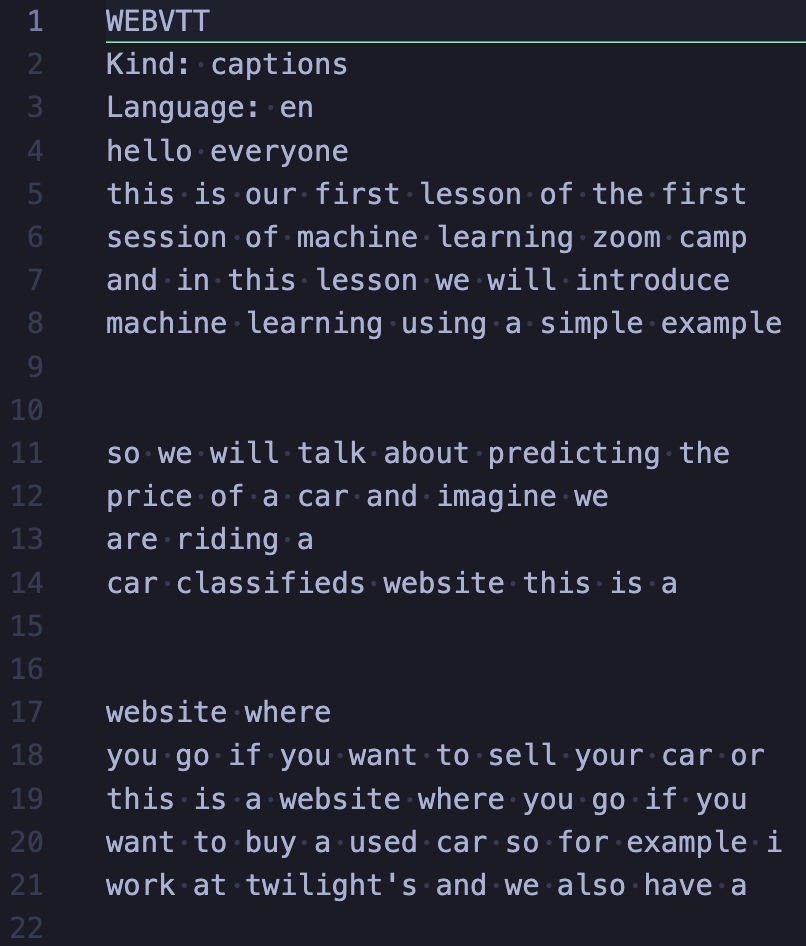 1 WEBVTT
2 Kind: captions
3 Language: en
4 hello everyone
5 this is our first lesson of the first
6 session of machine learning zoom camp
7 and in this lesson we will introduce
8 machine learning using a simple example
9
10
11 so we will talk about predicting the
12 price of a car and imagine we
13 are riding a
14 car classifieds website this is a
15
16
17 website where
18 you go if you want to sell your car or
19 this is a website where you go if you
20 want to buy a used car so for example i
21 work at twilight's and we also have a
22